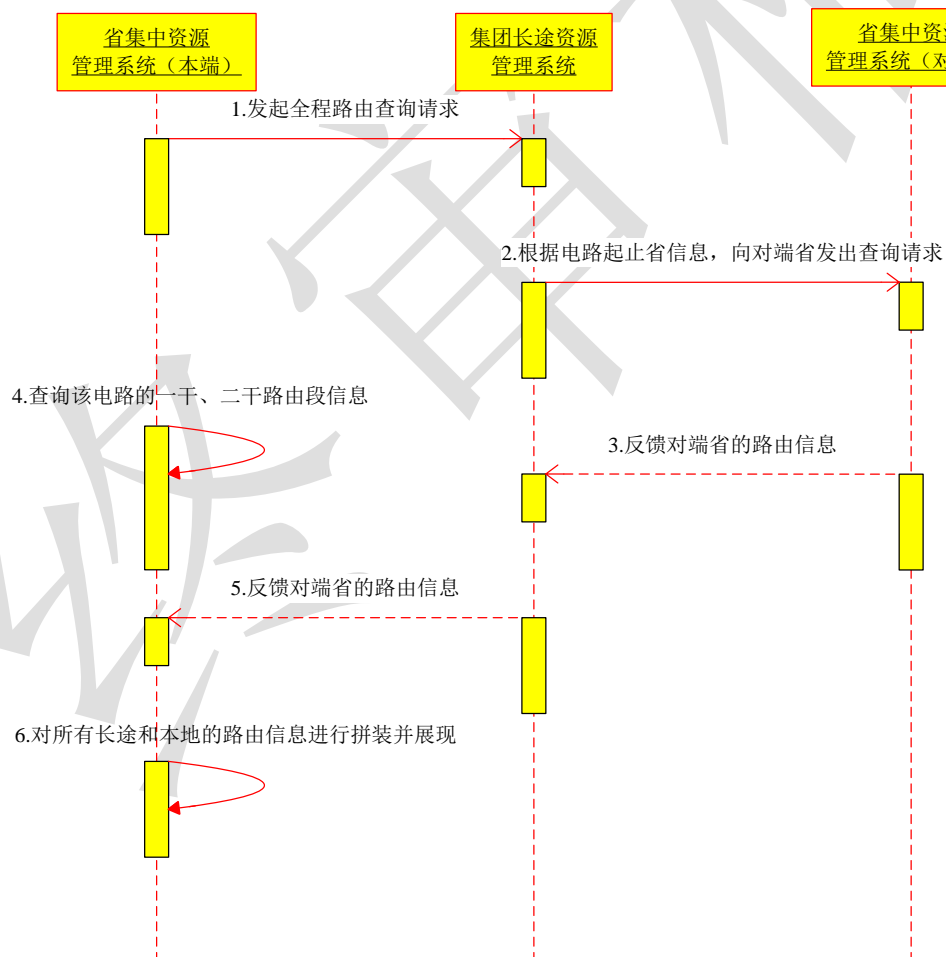 省集中资源
管理系统（本端）
集团长途资源
管理系统
省集中资
管理系统（对
1.发起全程路由查询请求
2.根据电路起止省信息，向对端省发出查询请求
4.查询该电路的一干、二干路由段信息
3.反馈对端省的路由信息
5.反馈对端省的路由信息
6.对所有长途和本地的路由信息进行拼装并展现